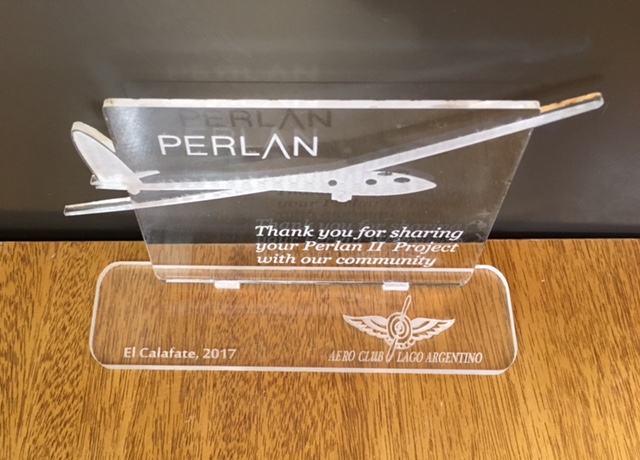 PERLAN
Thank you for sharing
your Perlan II Project
with our community
El Calafate, 2017
AERO CLUB LAGO ARGENTINO